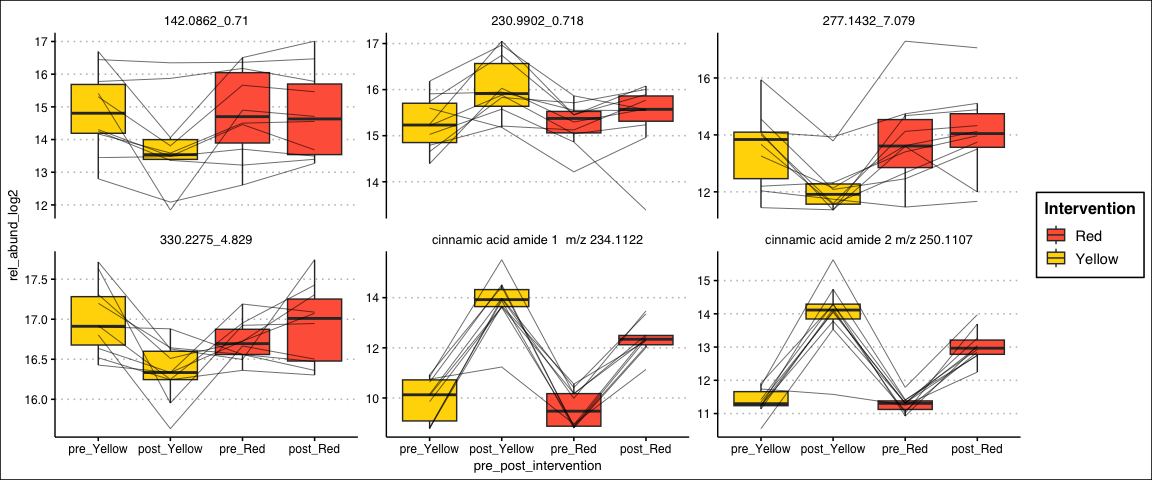 142.0862_0.71
230.9902_0.718
277.1432_7.079
17
16
15
14
13
12
17
16
15
14
16
14
12
rel_abund_log2
330.2275_4.829
cinnamic acid amide 1  m/z 234.1122
cinnamic acid amide 2 m/z 250.1107
17.5
17.0
16.5
16.0
14
12
10
15
14
13
12
11
pre_Yellow post_Yellow pre_Red post_Red
pre_Yellow post_Yellow pre_Red post_Red
pre_Yellow post_Yellow pre_Red post_Red
pre_post_intervention
Intervention
Red
Yellow